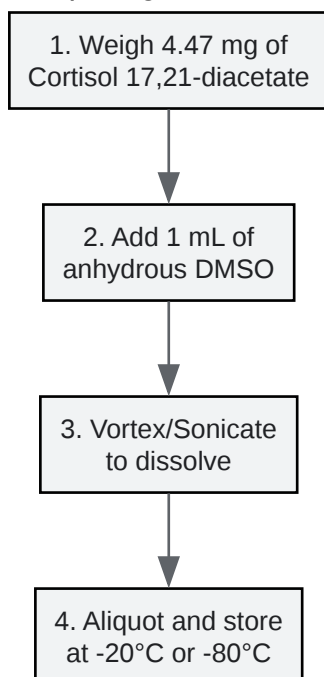 1. Weigh 4.47 mg of
Cortisol 17,21-diacetate
2. Add 1 mL of
anhydrous DMSO
3. Vortex/Sonicate
to dissolve
4. Aliquot and store
at -20°C or -80°C